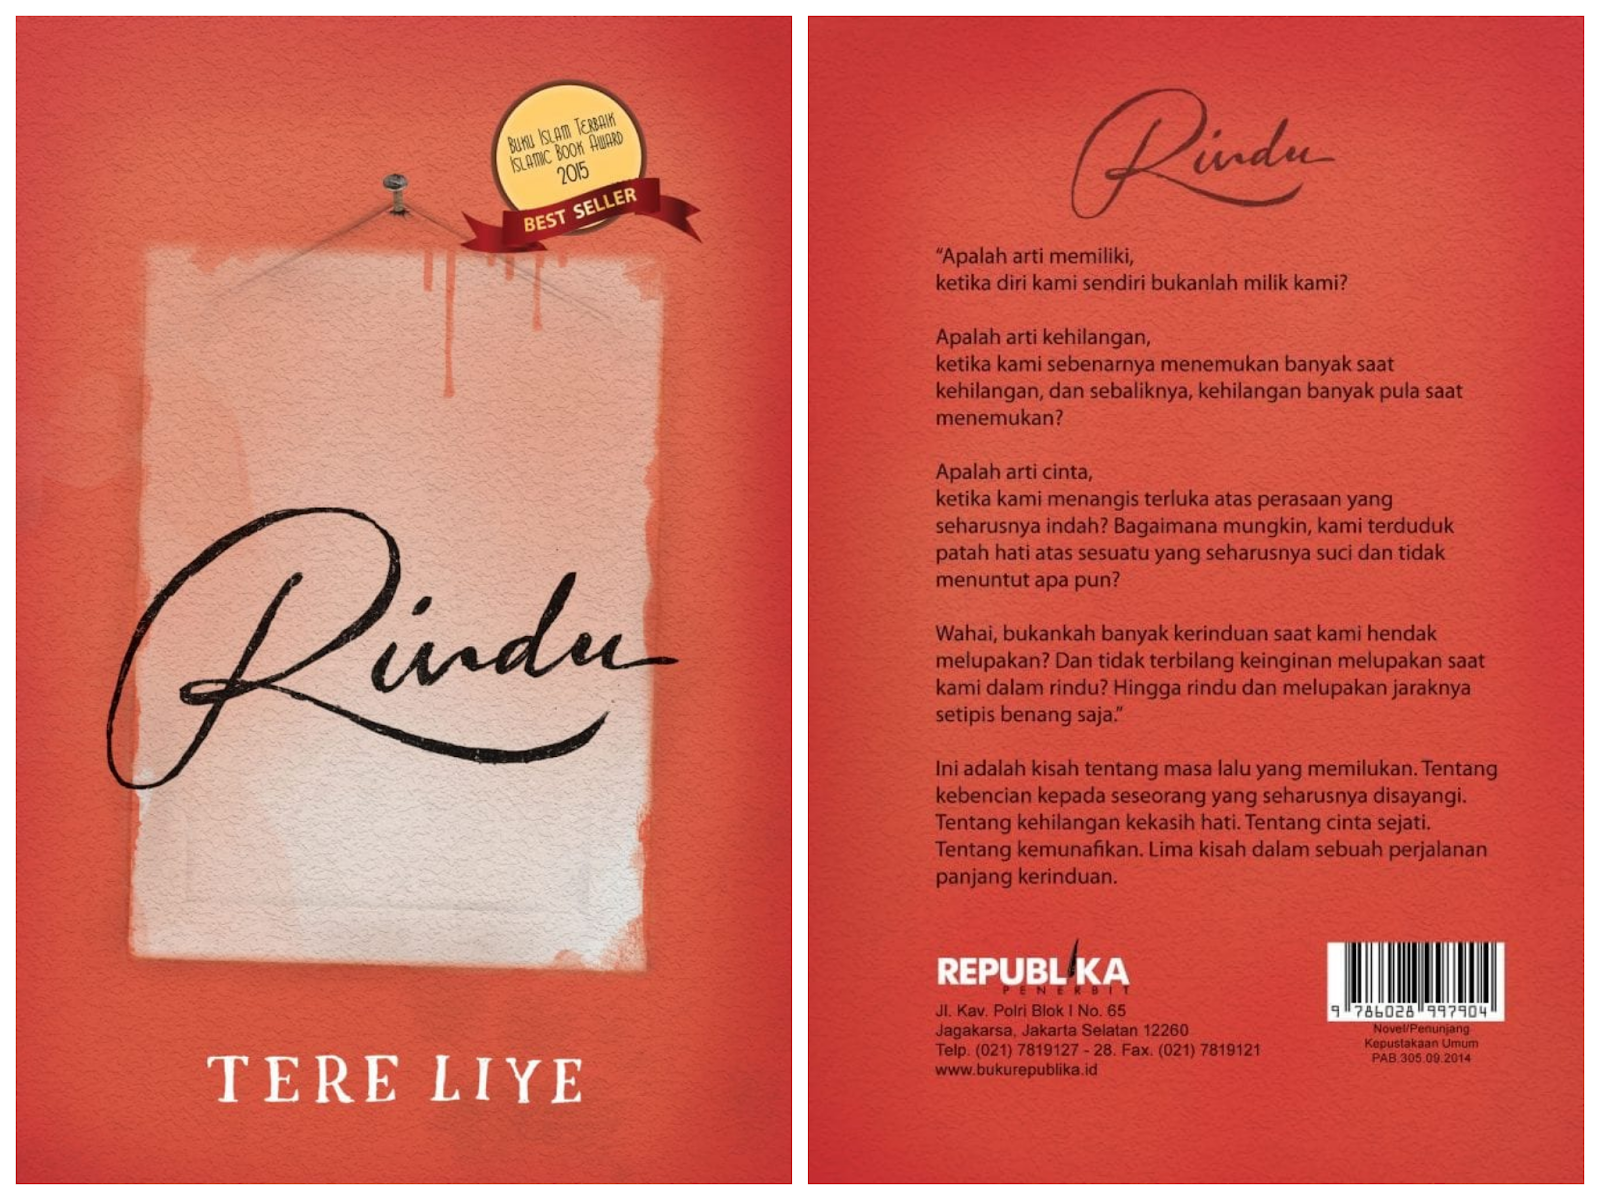 Buku Islam Terbaik
Islamic Book Award
2015
BEST SELLER
Rindu
TERE LIYE
Rindu
“Apalah arti memiliki,
ketika diri kami sendiri bukanlah milik kami?
Apalah arti kehilangan,
ketika kami sebenarnya menemukan banyak saat
kehilangan, dan sebaliknya, kehilangan banyak pula saat
menemukan?
Apalah arti cinta,
ketika kami menangis terluka atas perasaan yang
seharusnya indah? Bagaimana mungkin, kami terduduk
patah hati atas sesuatu yang seharusnya suci dan tidak
menuntut apa pun?
Wahai, bukankah banyak kerinduan saat kami hendak
melupakan? Dan tidak terbilang keinginan melupakan saat
kami dalam rindu? Hingga rindu dan melupakan jaraknya
setipis benang saja.”
Ini adalah kisah tentang masa lalu yang memilukan. Tentang
kebencian kepada seseorang yang seharusnya disayangi.
Tentang kehilangan kekasih hati. Tentang cinta sejati.
Tentang kemunafikan. Lima kisah dalam sebuah perjalanan
panjang kerinduan.
REPUBLIKA
PENERBIT
Jl. Kav. Polri Blok I No. 65
Jagakarsa, Jakarta Selatan 12260
Telp. (021) 7819127 - 28. Fax. (021) 7819121
www.bukurepublika.id
9 786028 997904
Novel/Penunjang
Kepustakaan Umum
PAB.305.09.2014